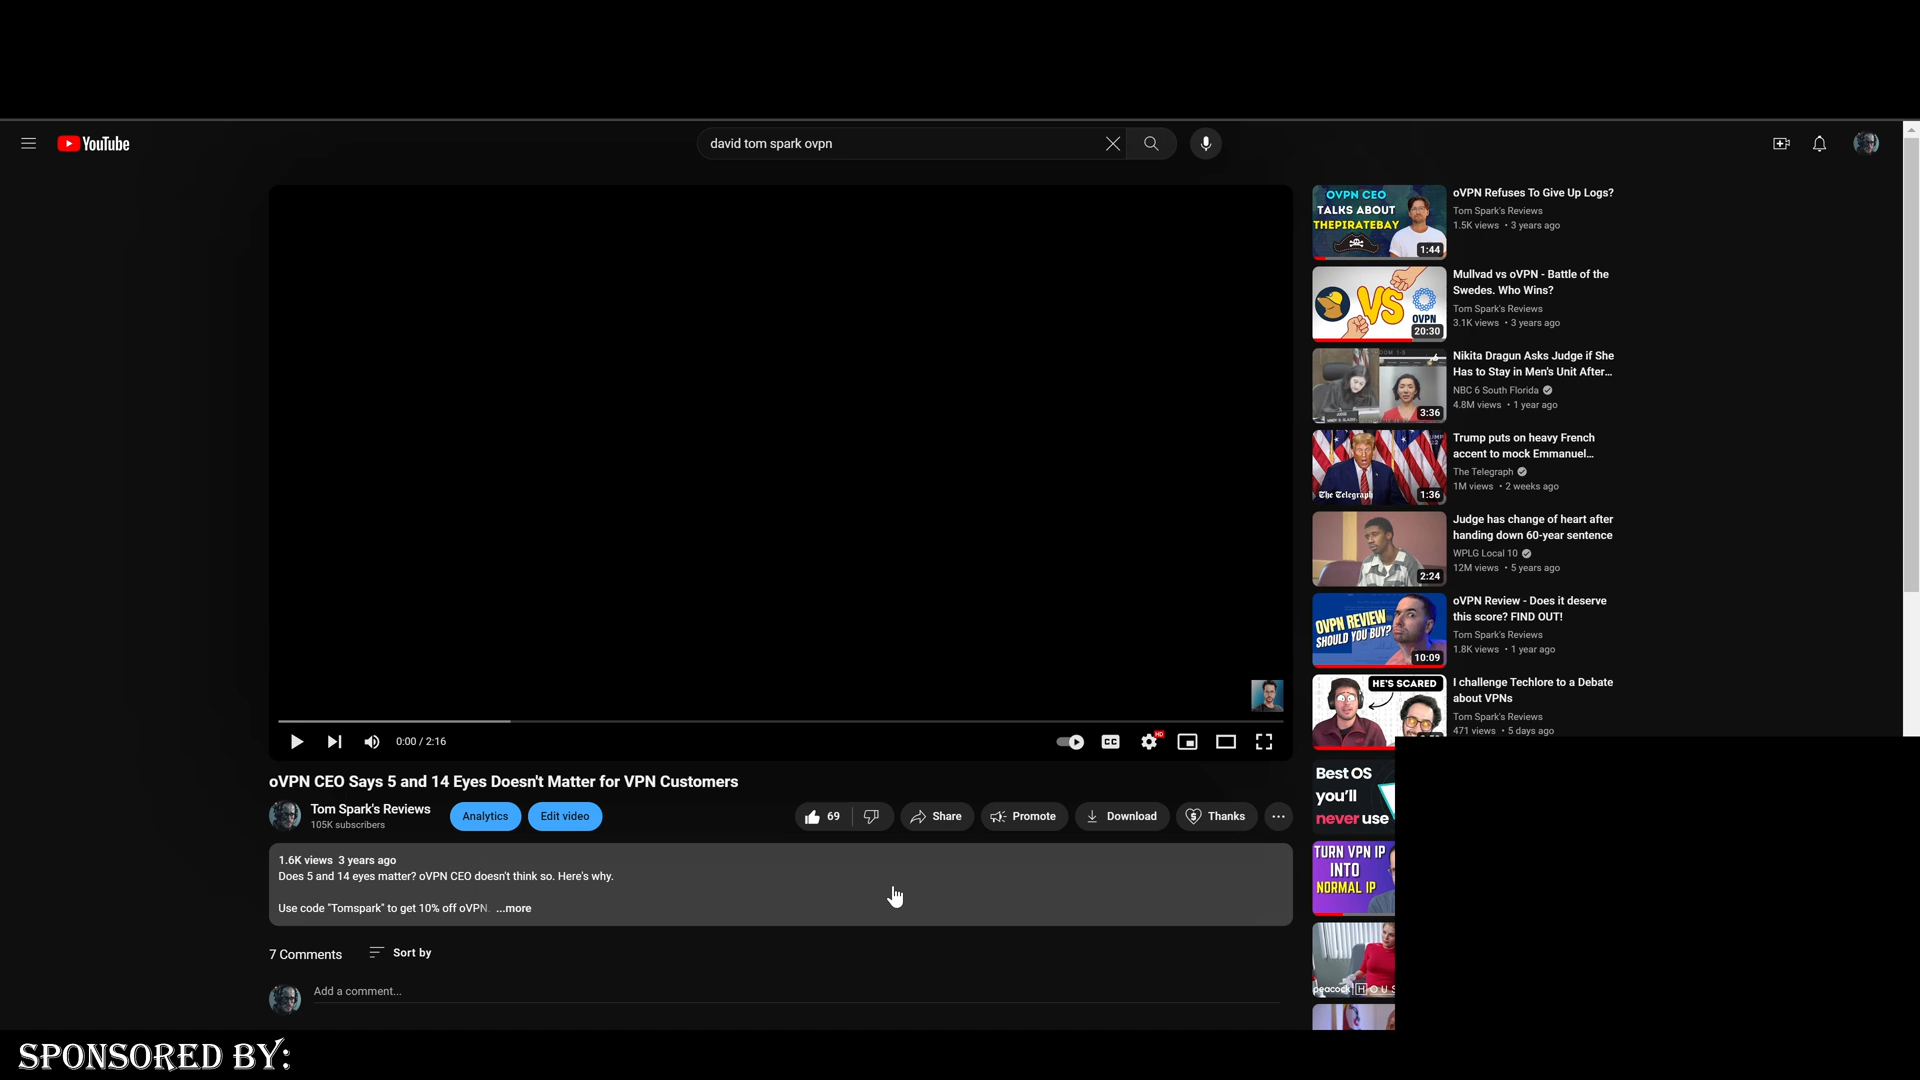 YouTube
david tom spark ovpn
OVPN CEO
TALKS ABOUT
THEPIRATEBAY
1:44
oVPN Refuses To Give Up Logs?
Tom Spark's Reviews
1.5K views • 3 years ago
VS
OVPN
20:30
Mullvad vs oVPN - Battle of the
Swedes. Who Wins?
Tom Spark's Reviews
3.1K views • 3 years ago
3:36
Nikita Dragun Asks Judge if She
Has to Stay in Men's Unit After...
NBC 6 South Florida
4.8M views • 1 year ago
The Telegraph
1:36
Trump puts on heavy French
accent to mock Emmanuel...
The Telegraph
1M views • 2 weeks ago
2:24
Judge has change of heart after
handing down 60-year sentence
WPLG Local 10
12M views • 5 years ago
OVPN REVIEW
SHOULD YOU BUY?
10:09
oVPN Review - Does it deserve
this score? FIND OUT!
Tom Spark's Reviews
1.8K views • 1 year ago
HE'S SCARED
I challenge Techlore to a Debate
about VPNs
Tom Spark's Reviews
471 views • 5 days ago
Best OS
you'll
never use
TURN VPN IP
INTO
NORMAL IP
peacock HOUS
0:00 / 2:16
CC
HD
oVPN CEO Says 5 and 14 Eyes Doesn't Matter for VPN Customers
Tom Spark's Reviews
105K subscribers
Analytics
Edit video
69
Share
Promote
Download
Thanks
1.6K views 3 years ago
Does 5 and 14 eyes matter? oVPN CEO doesn't think so. Here's why.
Use code "Tomspark" to get 10% off oVPN. ...more
7 Comments
Sort by
Add a comment...
SPONSORED BY: